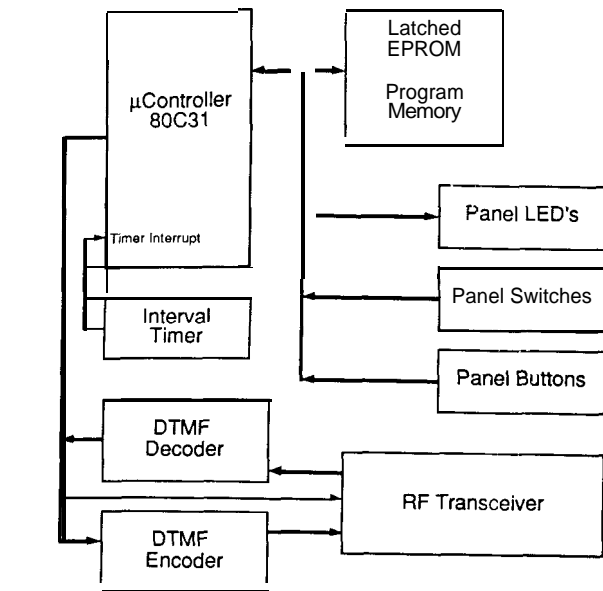 Latched
EPROM
Program
Memory
µController
80C31
Timer Interrupt
Interval
Timer
Panel LED's
Panel Switches
Panel Buttons
DTMF
Decoder
RF Transceiver
DTMF
Encoder